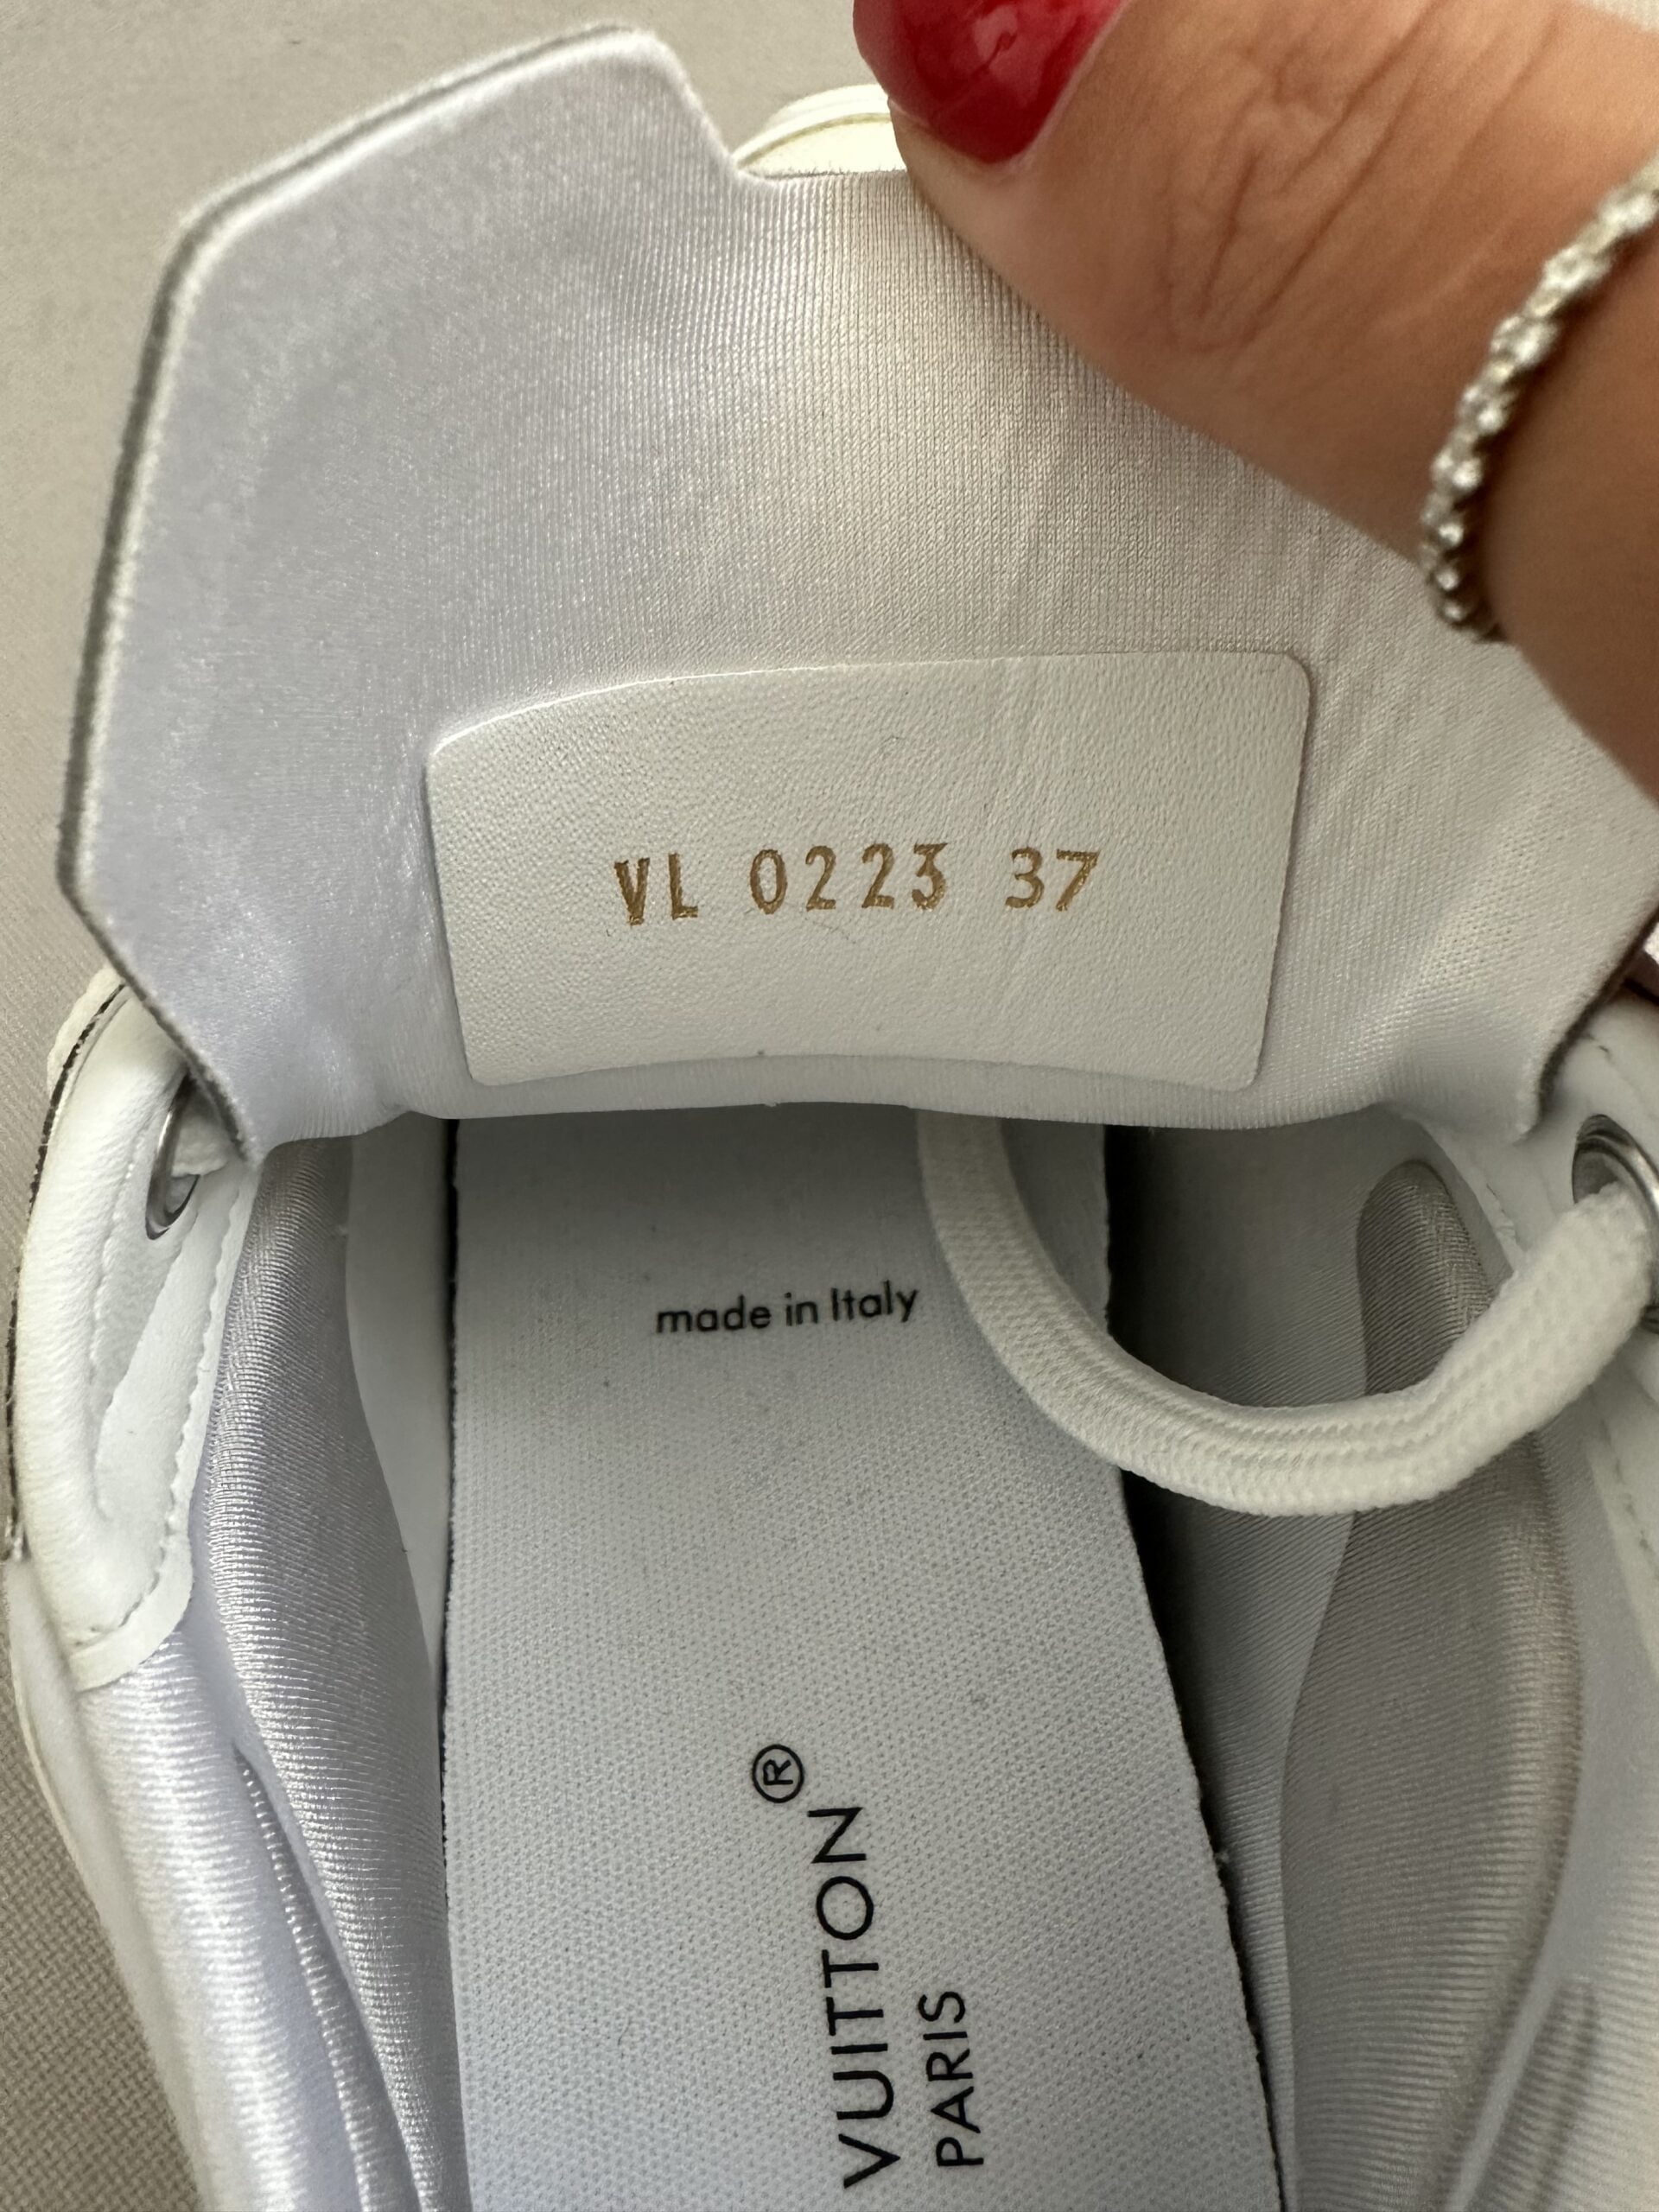 VL 0223 37
made in Italy
VUITTON®
PARIS